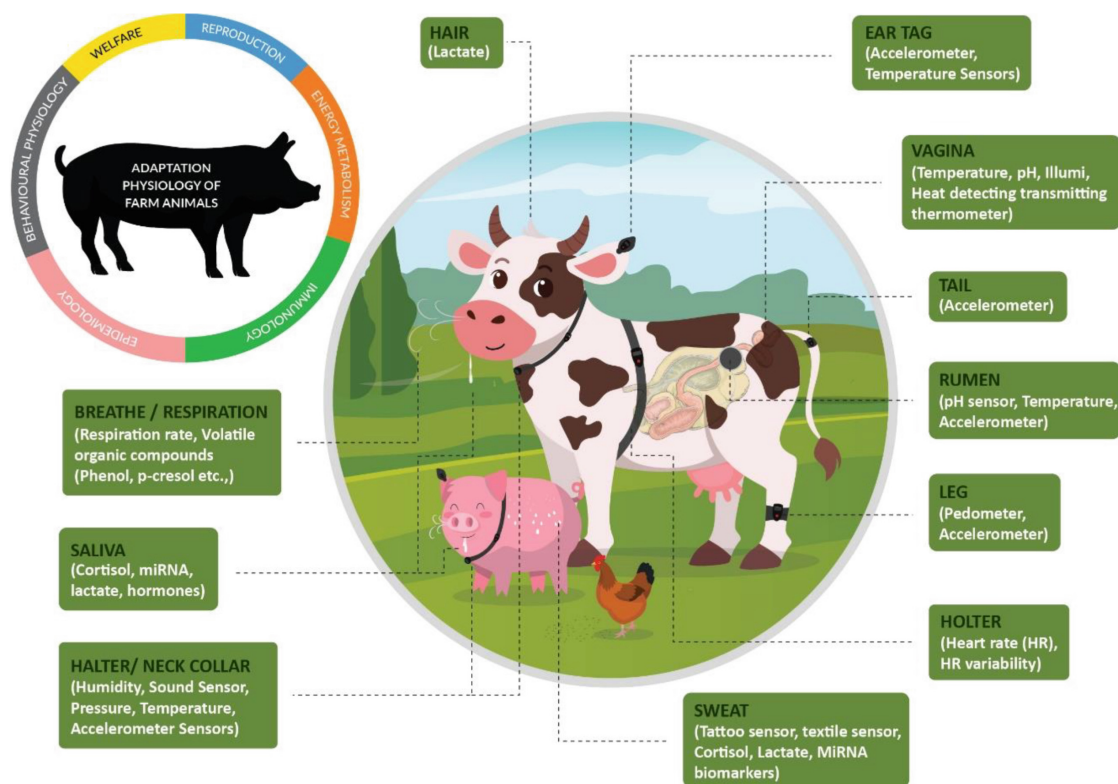 WELFARE
REPRODUCTION
ENERGY METABOLISM
IMMUNOLOGY
EPIDEMIOLOGY
BEHAVIOURAL PHYSIOLOGY
ADAPTATION
PHYSIOLOGY OF
FARM ANIMALS
HAIR
(Lactate)
EAR TAG
(Accelerometer,
Temperature Sensors)
VAGINA
(Temperature, pH, Illumi,
Heat detecting transmitting
thermometer)
TAIL
(Accelerometer)
RUMEN
(pH sensor, Temperature,
Accelerometer)
LEG
(Pedometer,
Accelerometer)
HOLTER
(Heart rate (HR),
HR variability)
BREATHE / RESPIRATION
(Respiration rate, Volatile
organic compounds
(Phenol, p-cresol etc.,)
SALIVA
(Cortisol, miRNA,
lactate, hormones)
HALTER/ NECK COLLAR
(Humidity, Sound Sensor,
Pressure, Temperature,
Accelerometer Sensors)
SWEAT
(Tattoo sensor, textile sensor,
Cortisol, Lactate, MiRNA
biomarkers)